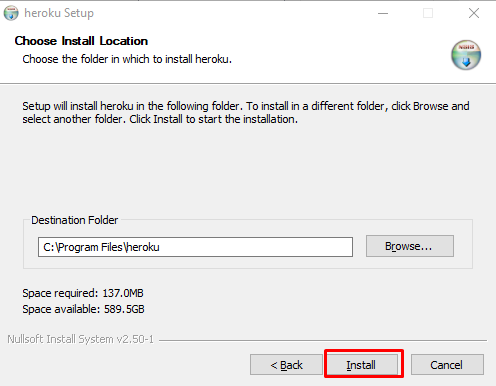 heroku Setup
Choose Install Location
Choose the folder in which to install heroku.
Setup will install heroku in the following folder. To install in a different folder, click Browse and
select another folder. Click Install to start the installation.
Destination Folder
C:\Program Files\heroku
Browse...
Space required: 137.0MB
Space available: 589.5GB
Nullsoft Install System v2.50-1
< Back
Install
Cancel